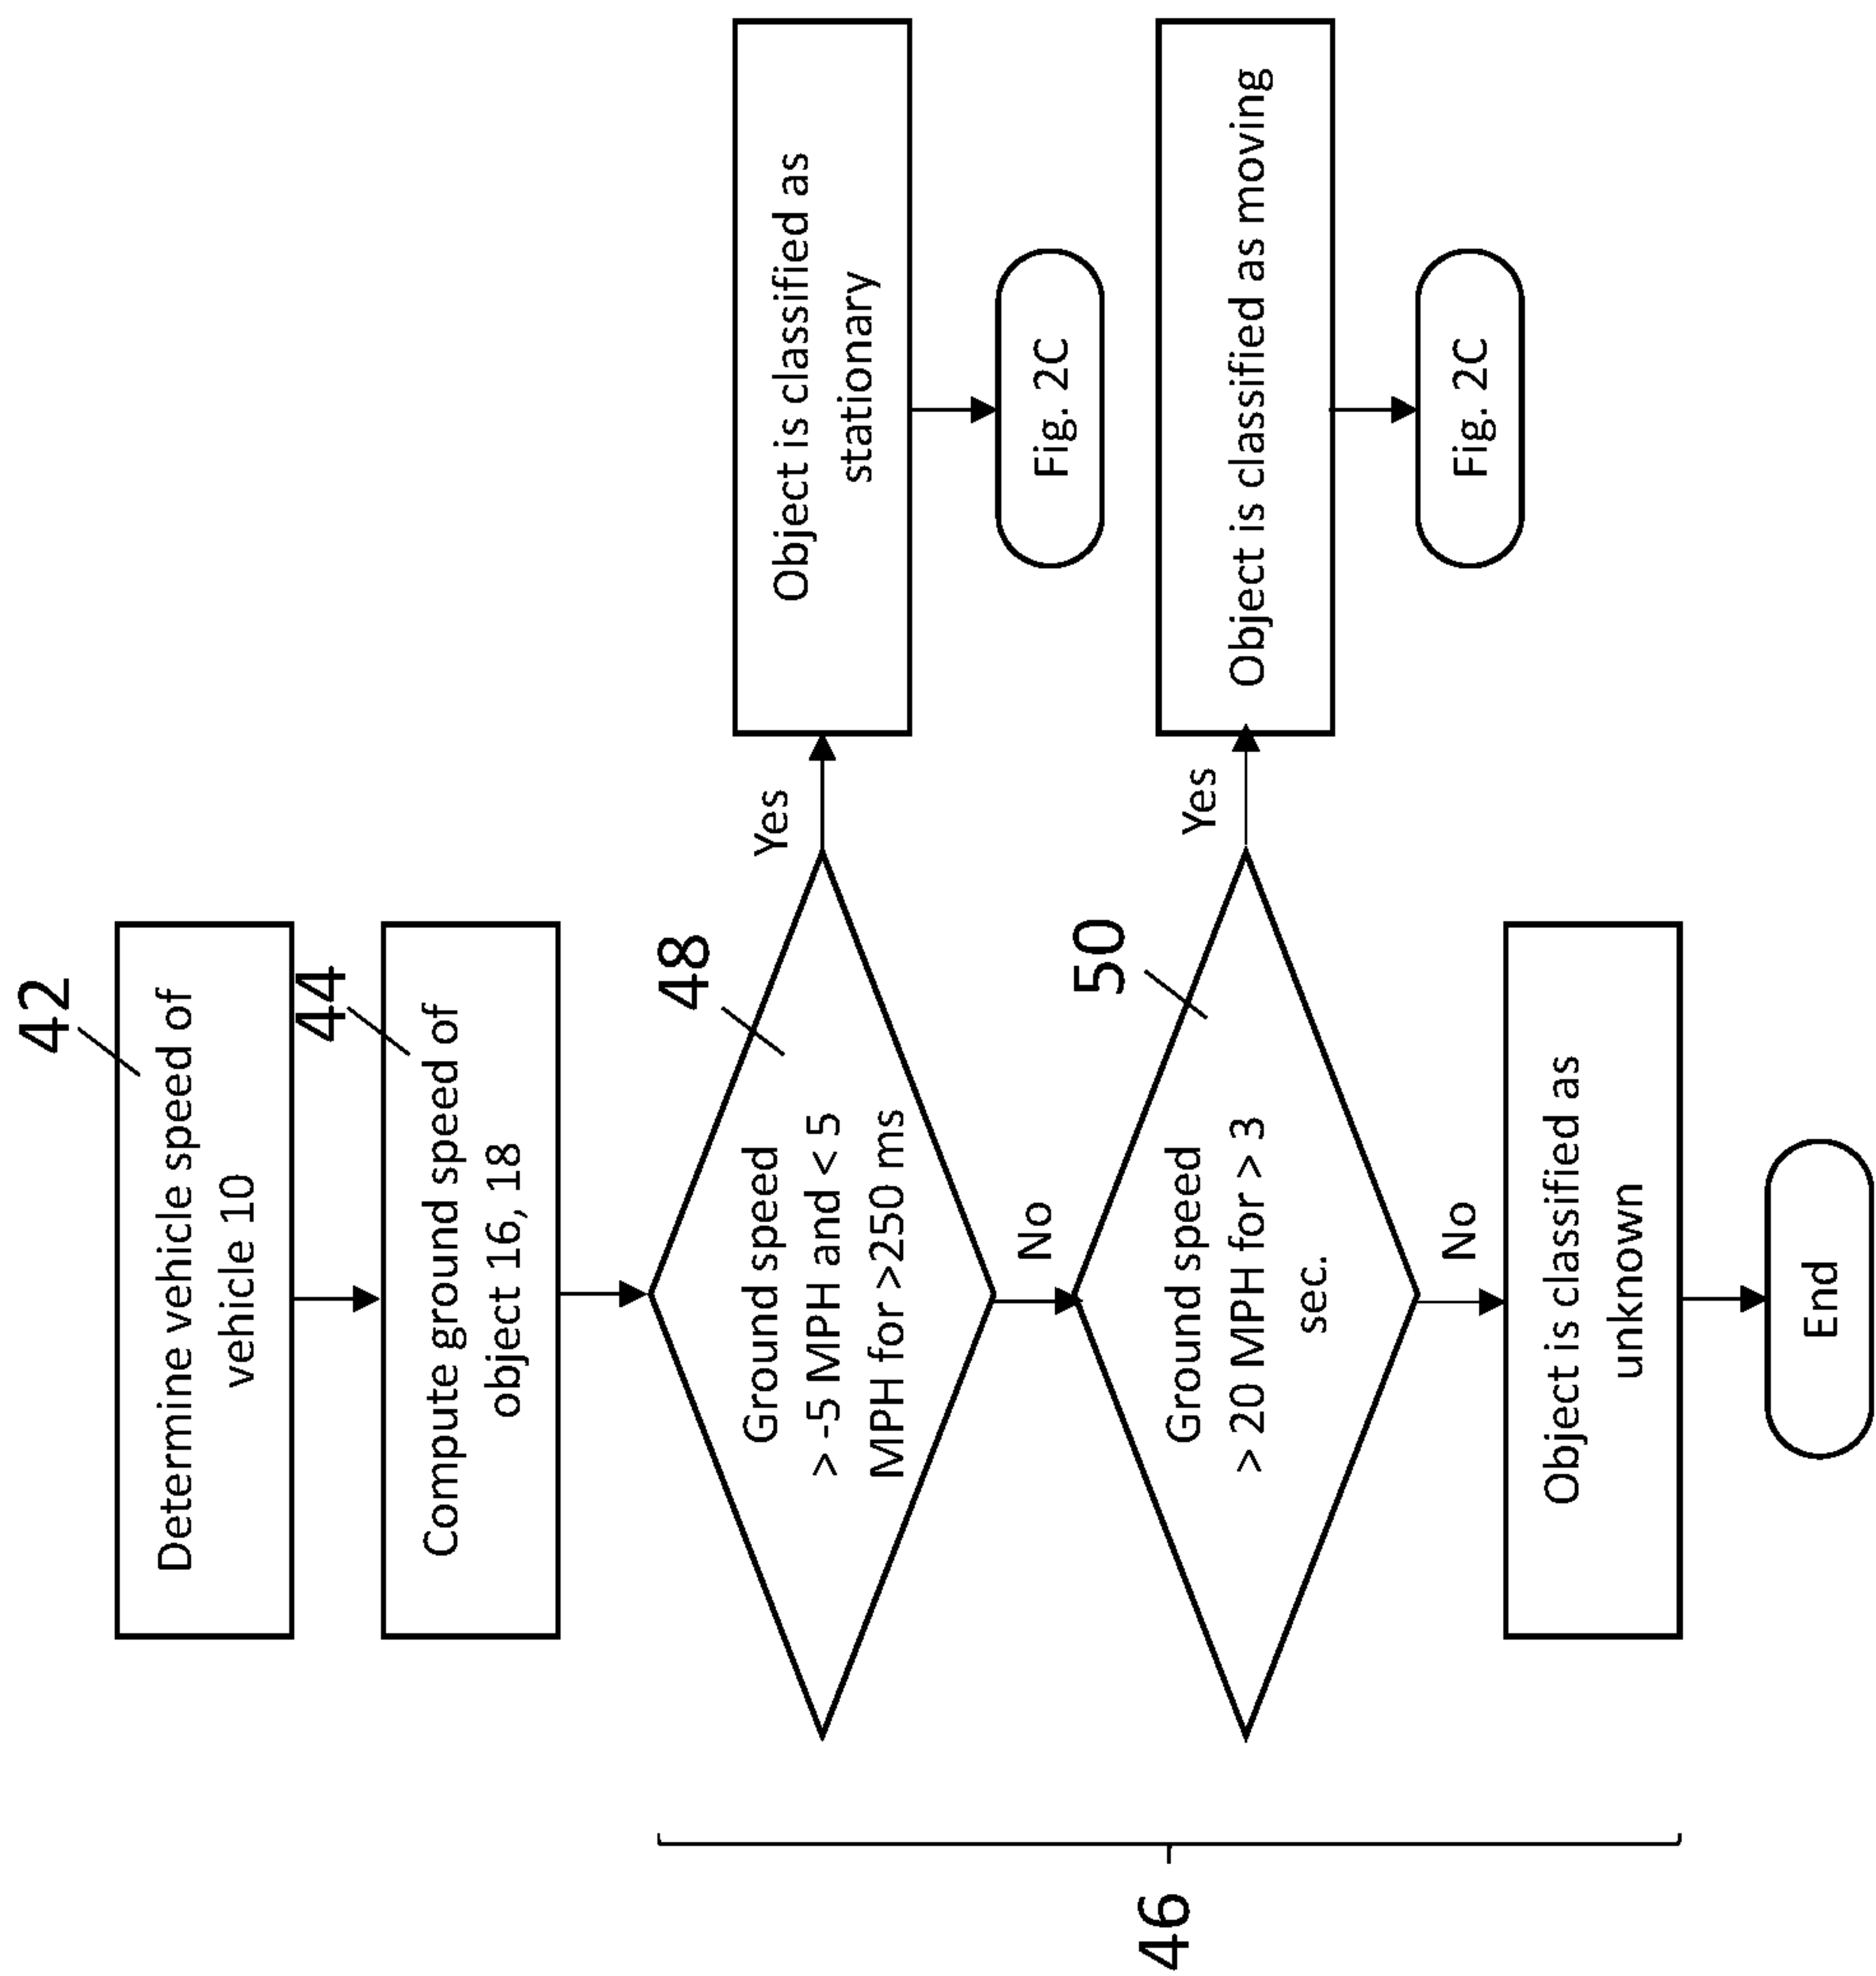 42
Determine vehicle speed of
vehicle 10
44
Compute ground speed of
object 16, 18
48
Ground speed
> -5 MPH and < 5
MPH for >250 ms
Yes
Object is classified as
stationary
Fig. 2C
No
50
Ground speed
> 20 MPH for > 3
sec.
Yes
Object is classified as moving
Fig. 2C
No
Object is classified as
unknown
End
46